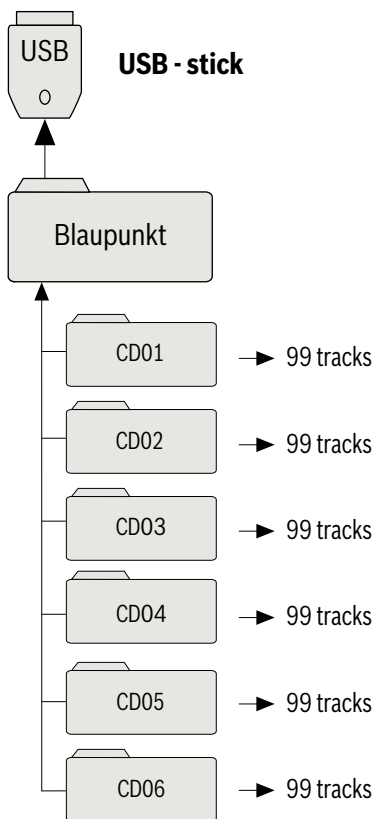 USB
USB - stick
Blaupunkt
CD01
99 tracks
CD02
99 tracks
CD03
99 tracks
CD04
99 tracks
CD05
99 tracks
CD06
99 tracks